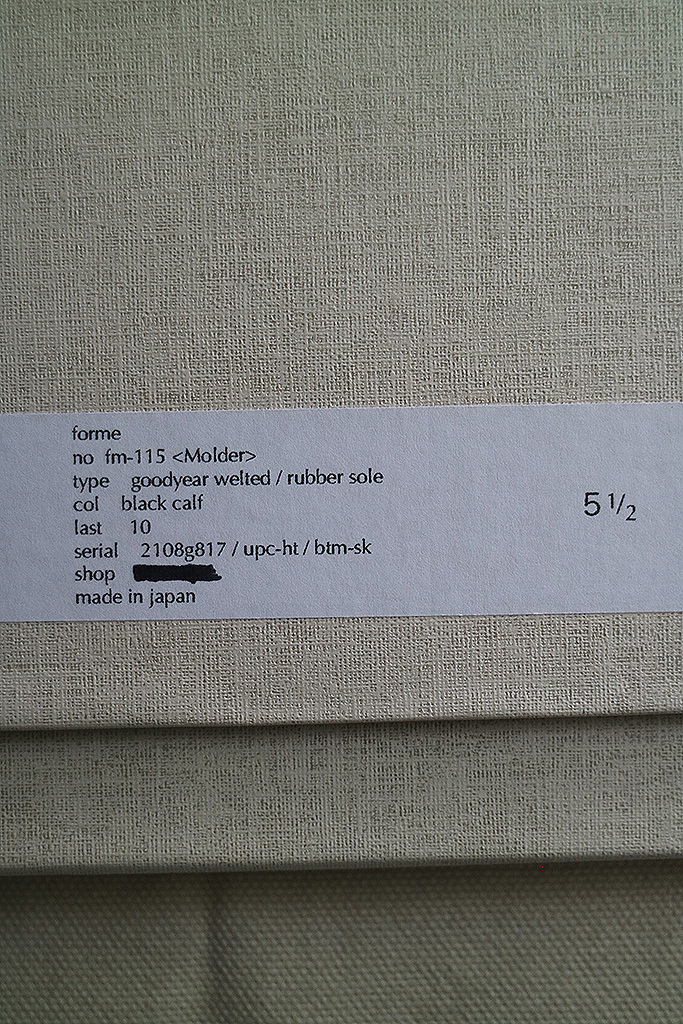 forme
no fm-115 <Molder>
type goodyear welted / rubber sole
col black calf
last 10
serial 2108g817 / upc-ht / btm-sk
shop
made in japan
5 1/2